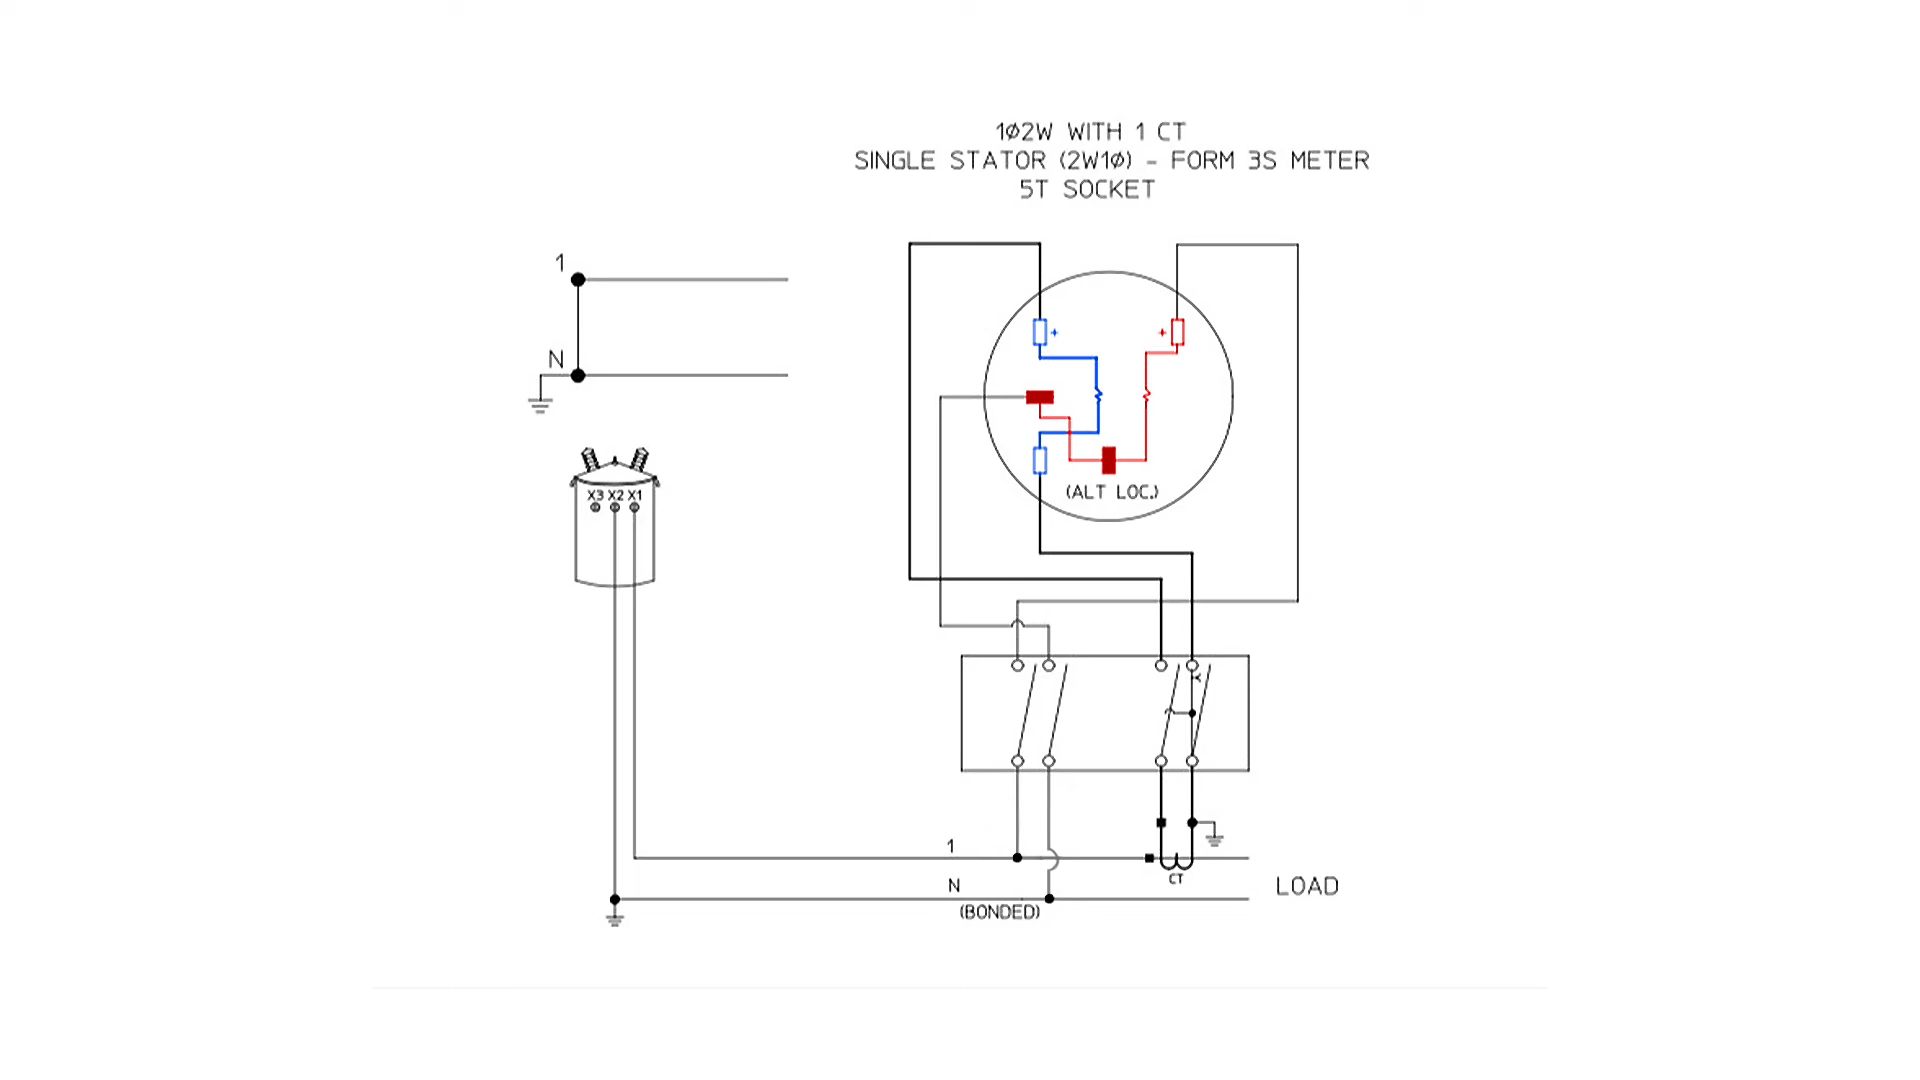 1Ø2W WITH 1 CT
SINGLE STATOR (2W1Ø) - FORM 3S METER
5T SOCKET
1
N
+ +
X3 X2 X1
(ALT LOC.)
Y
1
CT
N
LOAD
(BONDED)